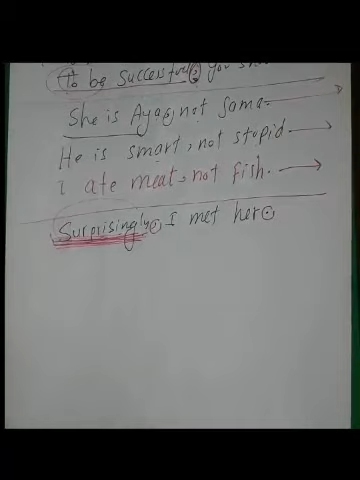 To be successful, you
She is Aya, not Sama.
He is smart, not stupid
I ate meat, not fish.
Surprisingly, I met her.